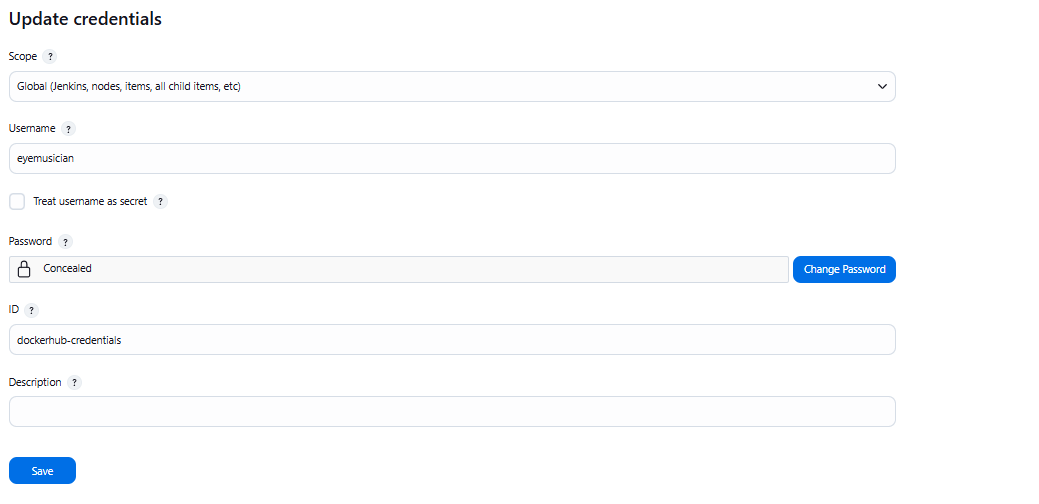 Update credentials
Scope ?
Global (Jenkins, nodes, items, all child items, etc)
Username ?
eyemusician
Treat username as secret ?
Password ?
Concealed
Change Password
ID ?
dockerhub-credentials
Description ?
Save